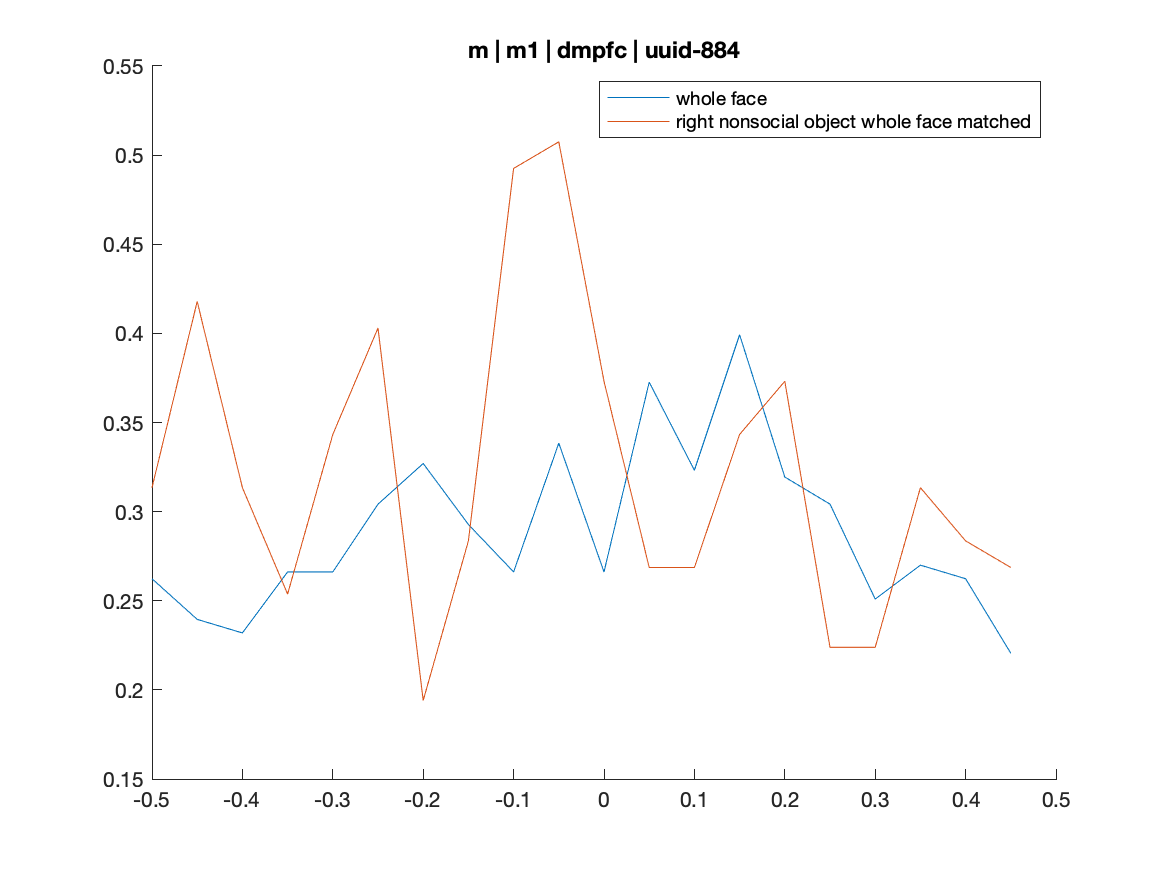 m | m1 | dmpfc | uuid-884
0.55
whole face
right nonsocial object whole face matched
0.5
0.45
0.4
0.35
0.3
0.25
0.2
0.15
-0.5 -0.4 -0.3 -0.2 -0.1 0 0.1 0.2 0.3 0.4 0.5